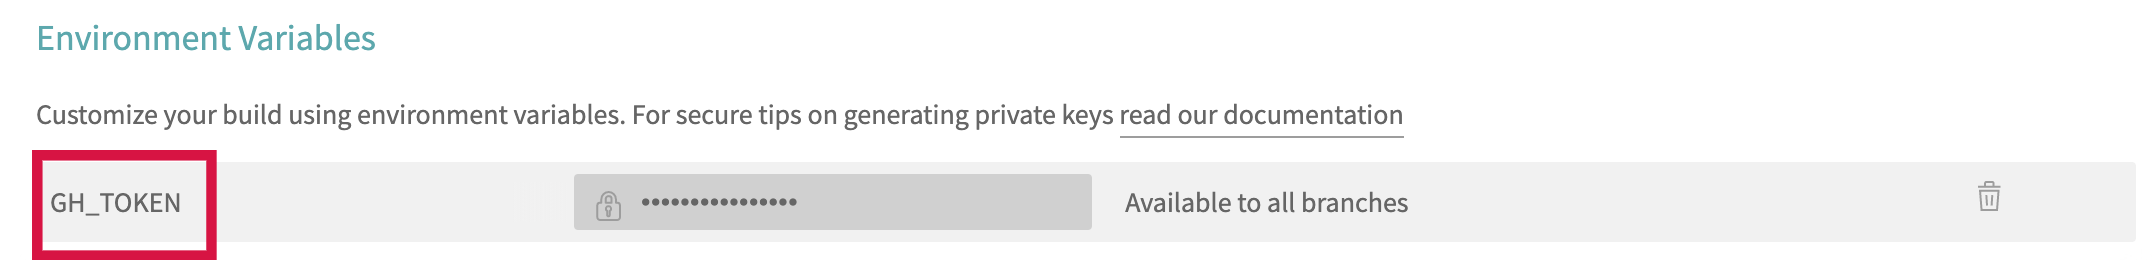 Environment Variables
Customize your build using environment variables. For secure tips on generating private keys read our documentation
GH_TOKEN •••••••••••••••• Available to all branches